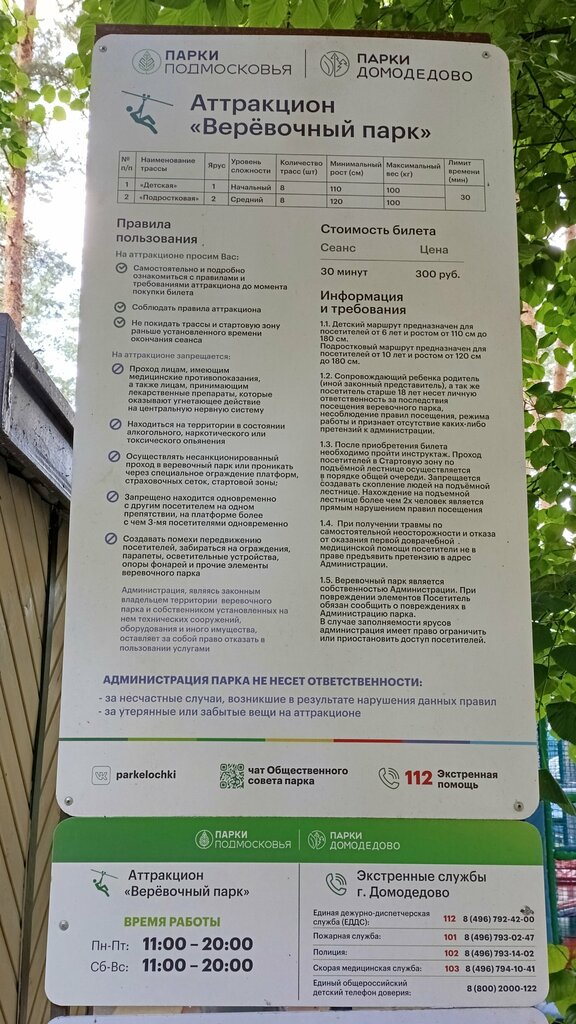 ПАРКИ ПОДМОСКОВЬЯ
ПАРКИ ДОМОДЕДОВО
Аттракцион
«Верёвочный парк»
№ п/п | Наименование трассы | Ярус | Уровень сложности | Количество трасс (шт) | Минимальный рост (см) | Максимальный вес (кг) | Лимит времени (мин)
1 | «Детская» | 1 | Начальный | 8 | 110 | 100 | 30
2 | «Подростковая» | 2 | Средний | 8 | 120 | 100
Правила
пользования
На аттракционе просим Вас:
Самостоятельно и подробно
ознакомиться с правилами и
требованиями аттракциона до момента
покупки билета
Соблюдать правила аттракциона
Не покидать трассы и стартовую зону
раньше установленного времени
окончания сеанса
На аттракционе запрещается:
Проход лицам, имеющим
медицинские противопоказания,
а также лицам, принимающим
лекарственные препараты, которые
оказывают угнетающее действие
на центральную нервную систему
Находиться на территории в состоянии
алкогольного, наркотического или
токсического опьянения
Осуществлять несанкционированный
проход в веревочный парк или проникать
через специальное ограждение платформ,
страховочных сеток, стартовой зоны;
Запрещено находится одновременно
с другим посетителем на одном
препятствии, на платформе более
с чем 3-мя посетителями одновременно
Создавать помехи передвижению
посетителей, забираться на ограждения,
парапеты, осветительные устройства,
опоры фонарей и прочие элементы
веревочного парка
Администрация, являясь законным
владельцем территории веревочного
парка и собственником установленных на
нем технических сооружений,
оборудования и иного имущества,
оставляет за собой право отказать в
пользовании услугами
Стоимость билета
Сеанс Цена
30 минут 300 руб.
Информация
и требования
1.1. Детский маршрут предназначен для
посетителей от 6 лет и ростом от 110 см до
180 см.
Подростковый маршрут предназначен для
посетителей от 10 лет и ростом от 120 см
до 180 см.
1.2. Сопровождающий ребенка родитель
(иной законный представитель), а так же
посетитель старше 18 лет несет личную
ответственность за последствия
посещения веревочного парка,
несоблюдение правил посещения, режима
работы и признает отсутствие каких-либо
претензий к администрации.
1.3. После приобретения билета
необходимо пройти инструктаж. Проход
посетителей в Стартовую зону по
подъёмной лестнице осуществляется
в порядке общей очереди. Запрещается
создавать скопление людей на подъёмной
лестнице. Нахождение на подъемной
лестнице более чем 2х человек является
прямым нарушением правил посещения
1.4. При получении травмы по
самостоятельной неосторожности и отказа
от оказания первой доврачебной
медицинской помощи посетители не в
праве предъявить претензию в адрес
Администрации.
1.5. Веревочный парк является
собственностью Администрации. При
повреждении элементов Посетитель
обязан сообщить о повреждениях в
Администрацию парка.
В случае заполняемости ярусов
администрация имеет право ограничить
или приостановить доступ посетителей.
АДМИНИСТРАЦИЯ ПАРКА НЕ НЕСЕТ ОТВЕТСТВЕННОСТИ:
- за несчастные случаи, возникшие в результате нарушения данных правил
- за утерянные или забытые вещи на аттракционе
parkelochki
чат Общественного
совета парка
112 Экстренная
помощь
ПАРКИ ПОДМОСКОВЬЯ
ПАРКИ ДОМОДЕДОВО
Аттракцион
«Верёвочный парк»
ВРЕМЯ РАБОТЫ
Пн-Пт: 11:00 – 20:00
Сб-Вс: 11:00 – 20:00
Экстренные службы
г. Домодедово
Единая дежурно-диспетчерская
служба (ЕДДС): 112 8 (496) 792-42-00
Пожарная служба: 101 8 (496) 793-02-47
Полиция: 102 8 (496) 793-14-02
Скорая медицинская служба: 103 8 (496) 794-10-41
Единый общероссийский
детский телефон доверия: 8 (800) 2000-122